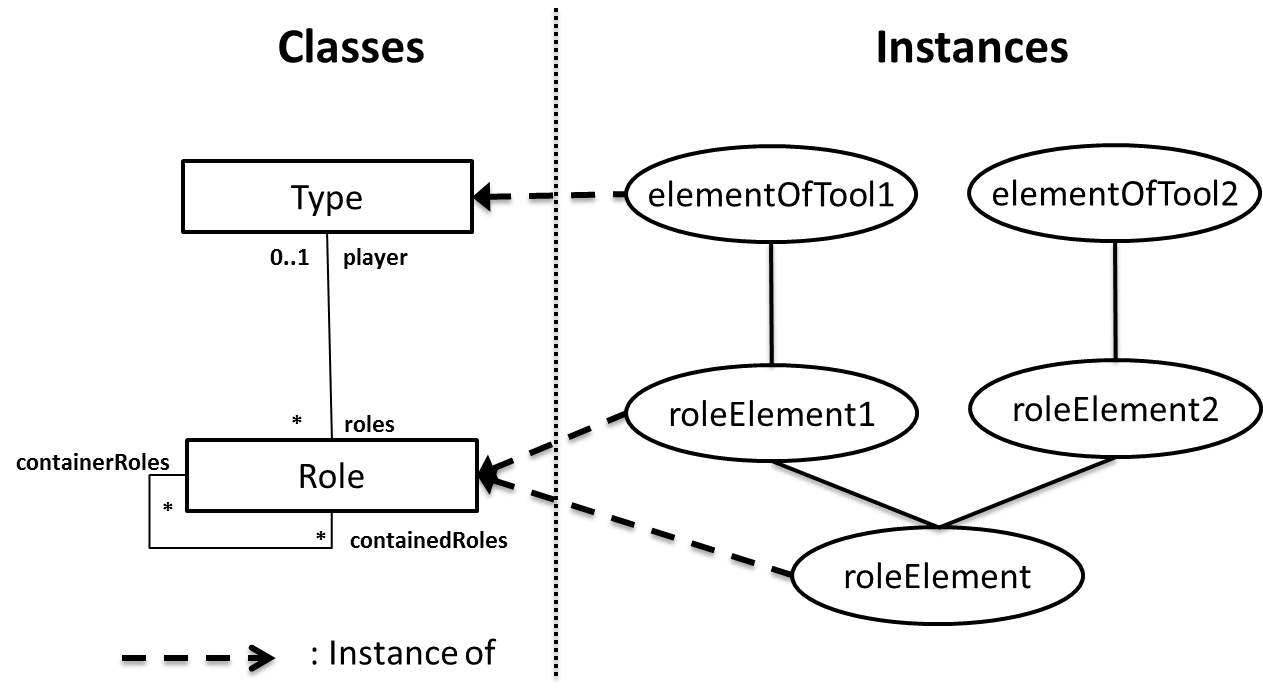 Classes
Instances
Type
elementOfTool1
elementOfTool2
0..1
player
*
roles
roleElement1
roleElement2
containerRoles
Role
*
*
containedRoles
roleElement
: Instance of